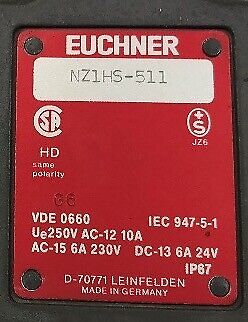 EUCHNER
NZ1HS-511
JZ6
HD
same
polarity
VDE 0660 IEC 947-5-1
Ue250V AC-12 10A
AC-15 6A 230V DC-13 6A 24V
IP67
D-70771 LEINFELDEN
MADE IN GERMANY